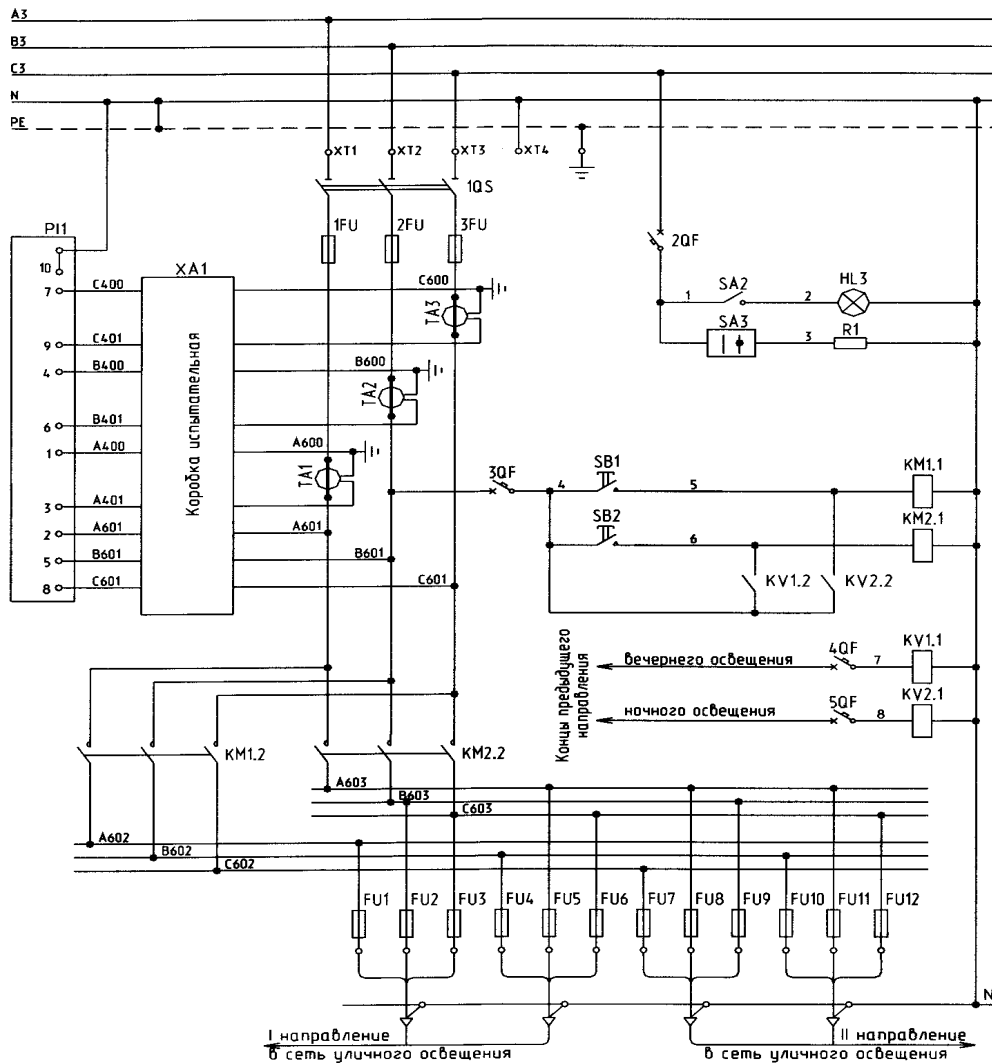 A3
B3
C3
N
PE
XT1
XT2
XT3
XT4
1QS
PI1
1FU
2FU
3FU
2QF
10
XA1
7
C400
C600
TA3
1
SA2
2
HL3
SA3
3
R1
9
C401
4
B400
B600
TA2
Коробка испытательная
6
B401
1
A400
A600
TA1
3QF
4
SB1
5
KM1.1
3
A401
2
A601
A601
SB2
6
KM2.1
5
B601
B601
8
C601
C601
KV1.2
KV2.2
Концы предыдущего
направления
вечернего освещения
4QF
7
KV1.1
ночного освещения
5QF
8
KV2.1
KM1.2
KM2.2
A603
B603
C603
A602
B602
C602
FU1
FU2
FU3
FU4
FU5
FU6
FU7
FU8
FU9
FU10
FU11
FU12
N
I направление
в сеть уличного освещения
II направление
в сеть уличного освещения